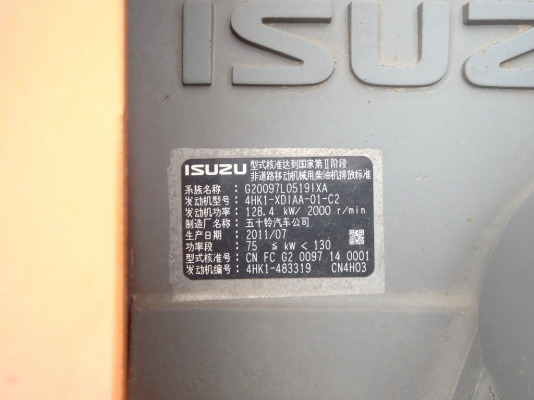 ISUZU
ISUZU 型式核准达到国家第Ⅱ阶段
非道路移动机械用柴油机排放标准
系族名称: G20097L0519IXA
发动机型号: 4HK1-XDIAA-01-C2
发动机功率: 128.4 kW/ 2000 r/min
制造厂名称: 五十铃汽车公司
生产日期: 2011/07
功率段: 75 ≤ kW < 130
型式核准号: CN FC G2 0097 14 0001
发动机编号: 4HK1-483319 CN4H03